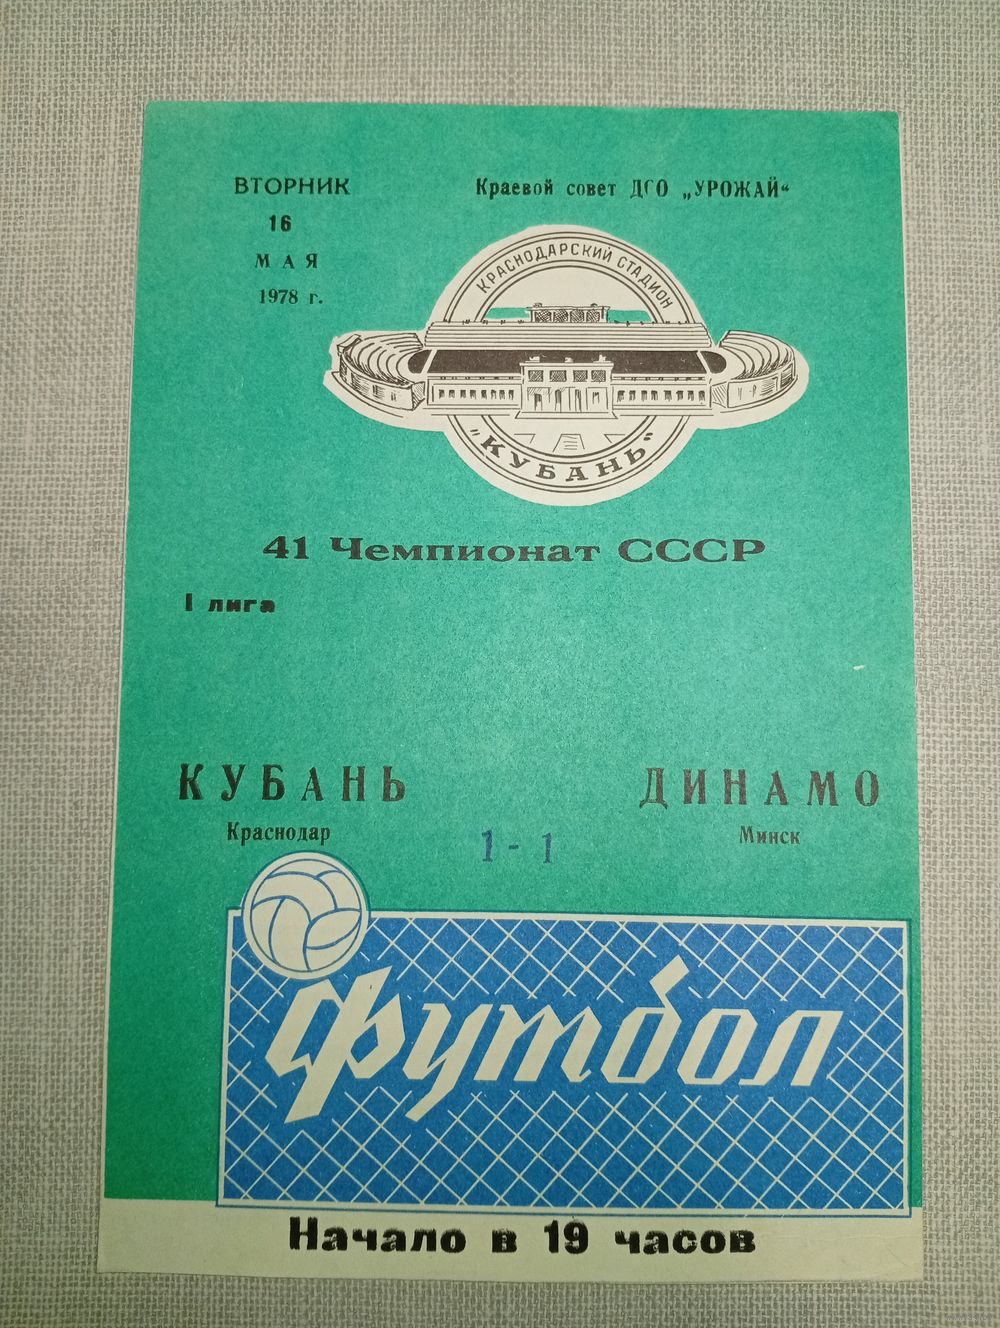 ВТОРНИК
16
МАЯ
1978 г.
Краевой совет ДСО „УРОЖАЙ“
КРАСНОДАРСКИЙ СТАДИОН
„КУБАНЬ“
41 Чемпионат СССР
I лига
КУБАНЬ
Краснодар
ДИНАМО
Минск
1-1
Футбол
Начало в 19 часов